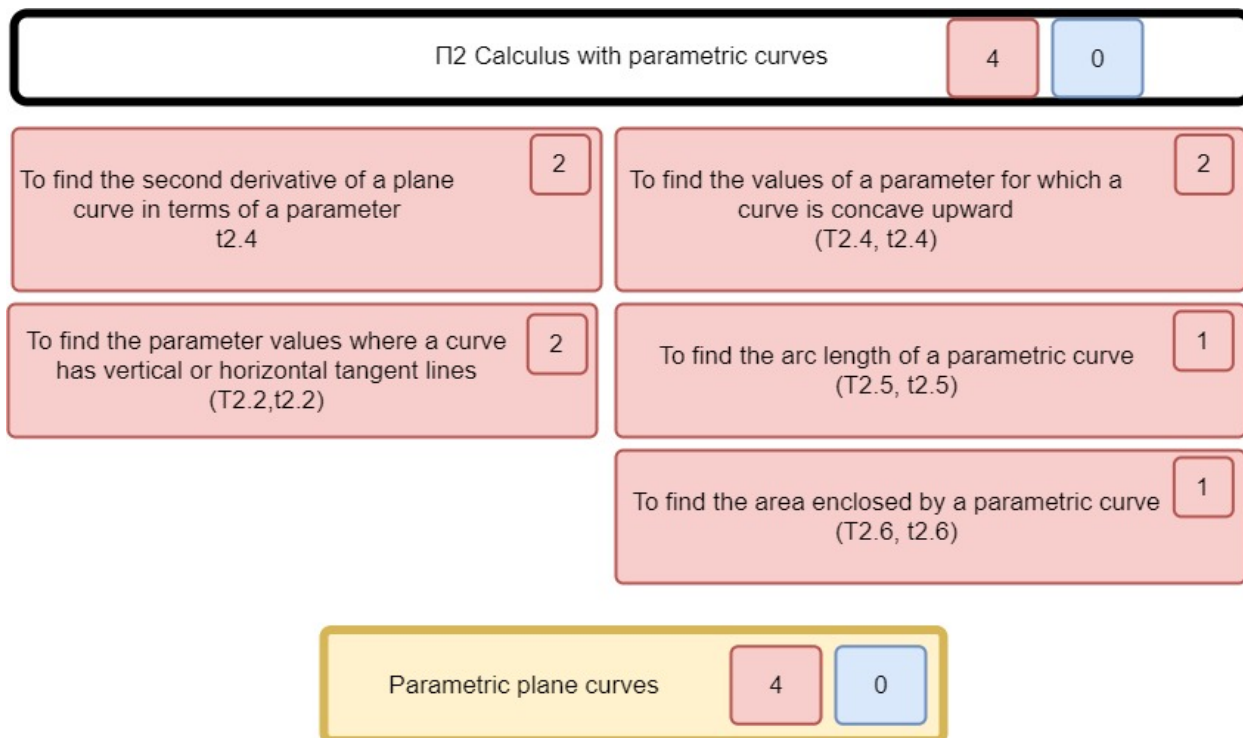 Π2 Calculus with parametric curves
4
0
To find the second derivative of a plane
curve in terms of a parameter
t2.4
2
To find the values of a parameter for which a
curve is concave upward
(T2.4, t2.4)
2
To find the parameter values where a curve
has vertical or horizontal tangent lines
(T2.2,t2.2)
2
To find the arc length of a parametric curve
(T2.5, t2.5)
1
To find the area enclosed by a parametric curve
(T2.6, t2.6)
1
Parametric plane curves
4
0